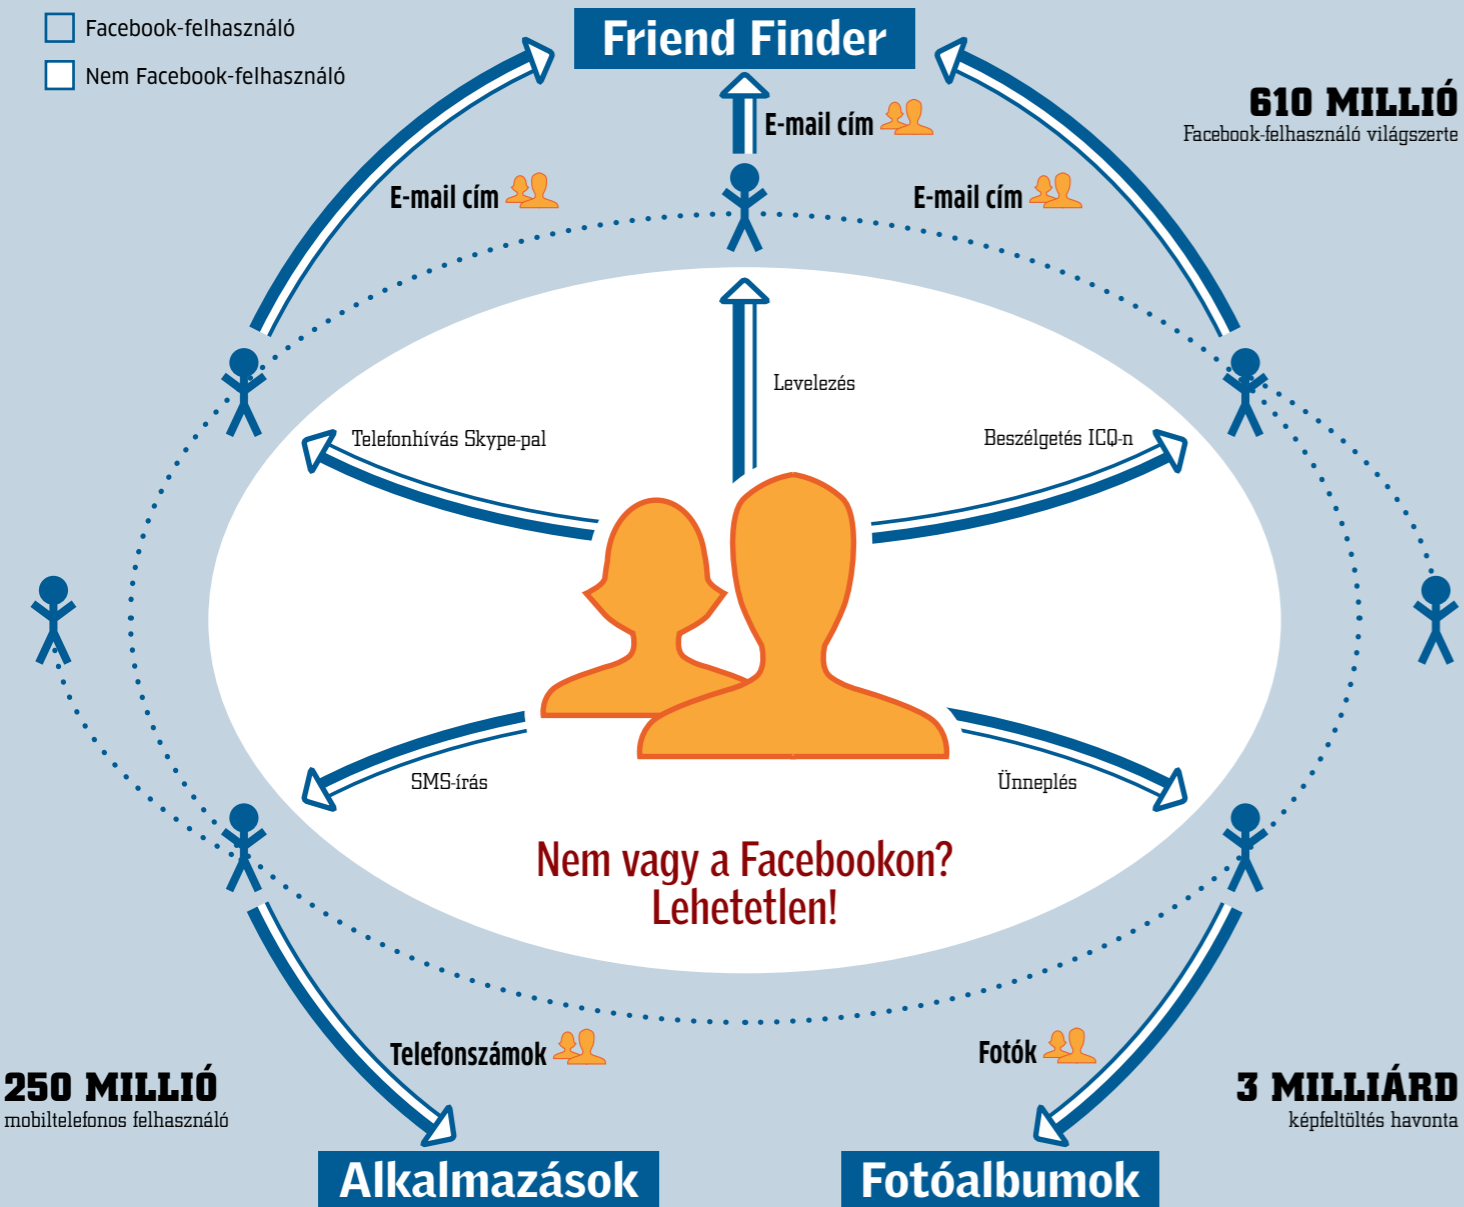 Facebook-felhasználó
Nem Facebook-felhasználó
Friend Finder
610 MILLIÓ
Facebook-felhasználó világszerte
E-mail cím
E-mail cím
E-mail cím
Levelezés
Telefonhívás Skype-pal
Beszélgetés ICQ-n
SMS-írás
Ünneplés
Nem vagy a Facebookon?
Lehetetlen!
Telefonszámok
Fotók
250 MILLIÓ
mobiltelefonos felhasználó
3 MILLIÁRD
képfeltöltés havonta
Alkalmazások
Fotóalbumok